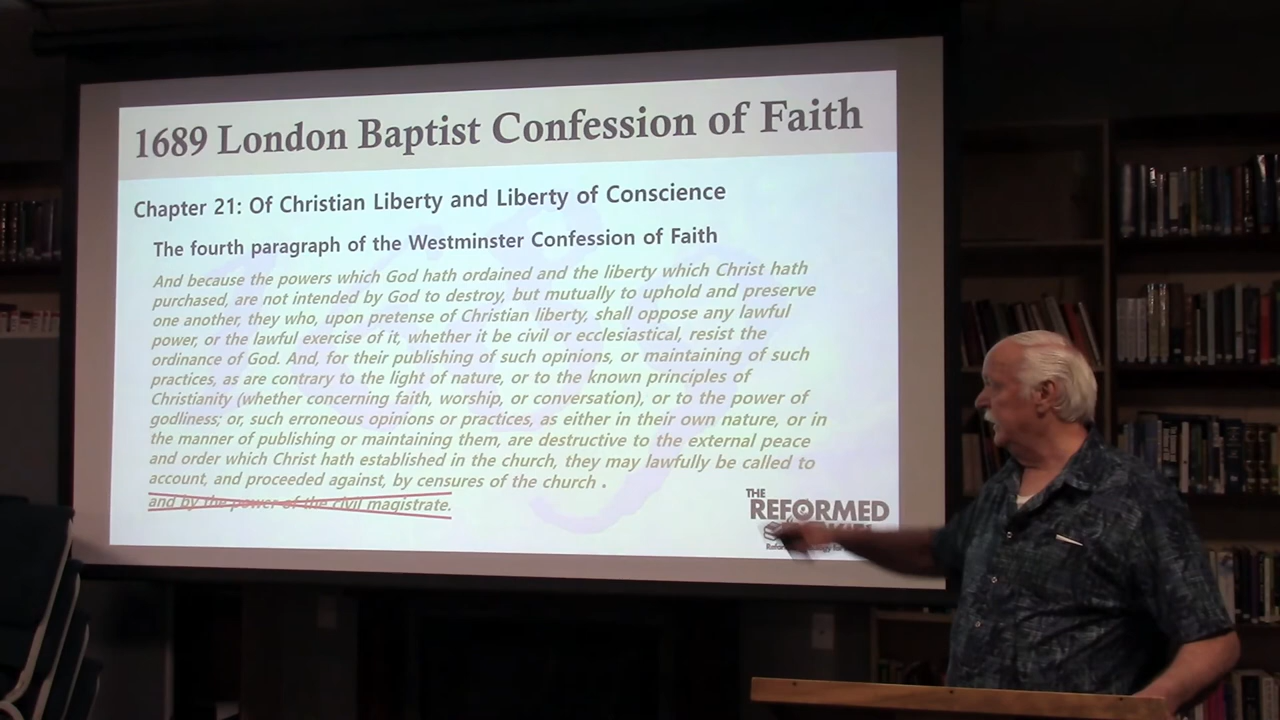 1689 London Baptist Confession of Faith
Chapter 21: Of Christian Liberty and Liberty of Conscience
The fourth paragraph of the Westminster Confession of Faith
And because the powers which God hath ordained and the liberty which Christ hath
purchased, are not intended by God to destroy, but mutually to uphold and preserve
one another, they who, upon pretense of Christian liberty, shall oppose any lawful
power, or the lawful exercise of it, whether it be civil or ecclesiastical, resist the
ordinance of God. And, for their publishing of such opinions, or maintaining of such
practices, as are contrary to the light of nature, or to the known principles of
Christianity (whether concerning faith, worship, or conversation), or to the power of
godliness; or, such erroneous opinions or practices, as either in their own nature, or in
the manner of publishing or maintaining them, are destructive to the external peace
and order which Christ hath established in the church, they may lawfully be called to
account, and proceeded against, by censures of the church .
and by the power of the civil magistrate.
THE
REFORMED